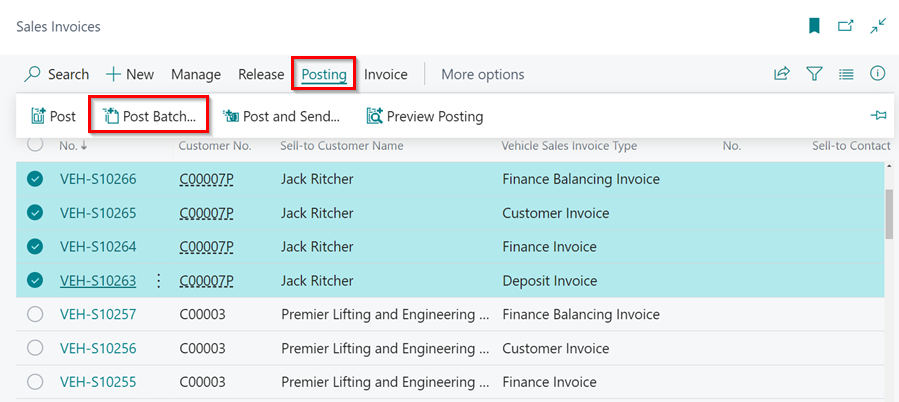 Sales Invoices
Search New Manage Release Posting Invoice More options
Post Post Batch... Post and Send... Preview Posting
No. ↓ Customer No. Sell-to Customer Name Vehicle Sales Invoice Type No. Sell-to Contact
VEH-S10266 C00007P Jack Ritcher Finance Balancing Invoice
VEH-S10265 C00007P Jack Ritcher Customer Invoice
VEH-S10264 C00007P Jack Ritcher Finance Invoice
VEH-S10263 C00007P Jack Ritcher Deposit Invoice
VEH-S10257 C00003 Premier Lifting and Engineering ... Finance Balancing Invoice
VEH-S10256 C00003 Premier Lifting and Engineering ... Customer Invoice
VEH-S10255 C00003 Premier Lifting and Engineering ... Finance Invoice